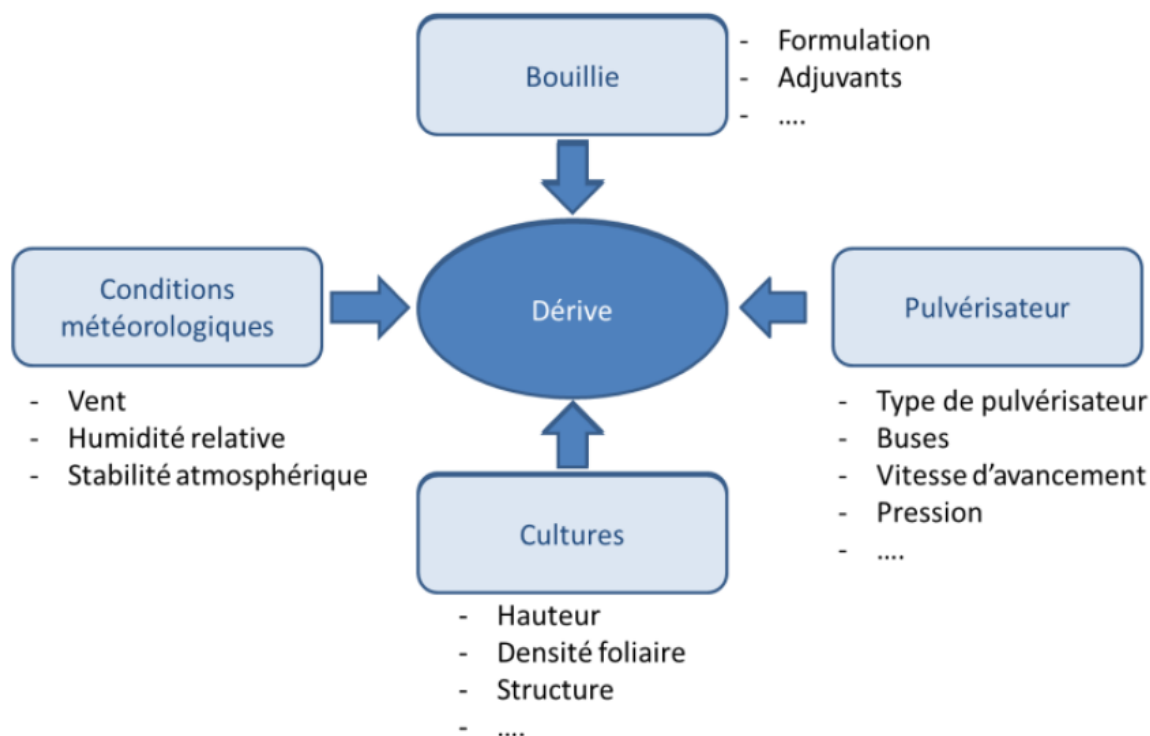 Bouillie
- Formulation
- Adjuvants
- ....
Conditions
météorologiques
- Vent
- Humidité relative
- Stabilité atmosphérique
Dérive
Pulvérisateur
- Type de pulvérisateur
- Buses
- Vitesse d’avancement
- Pression
- ....
Cultures
- Hauteur
- Densité foliaire
- Structure
- ....